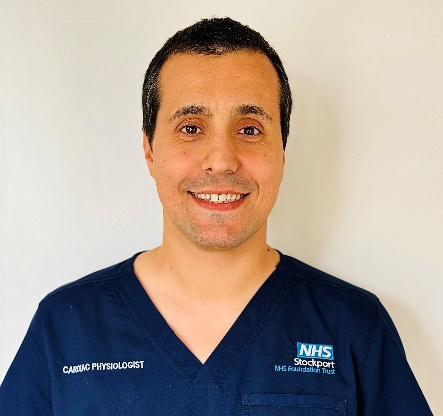 CARDIAC PHYSIOLOGIST
NHS
Stockport
NHS Foundation Trust